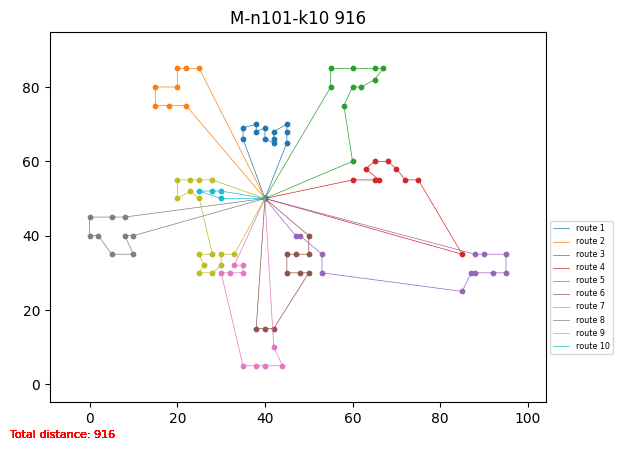 M-n101-k10 916
80
60
40
20
0
0 20 40 60 80 100
route 1
route 2
route 3
route 4
route 5
route 6
route 7
route 8
route 9
route 10
Total distance: 916